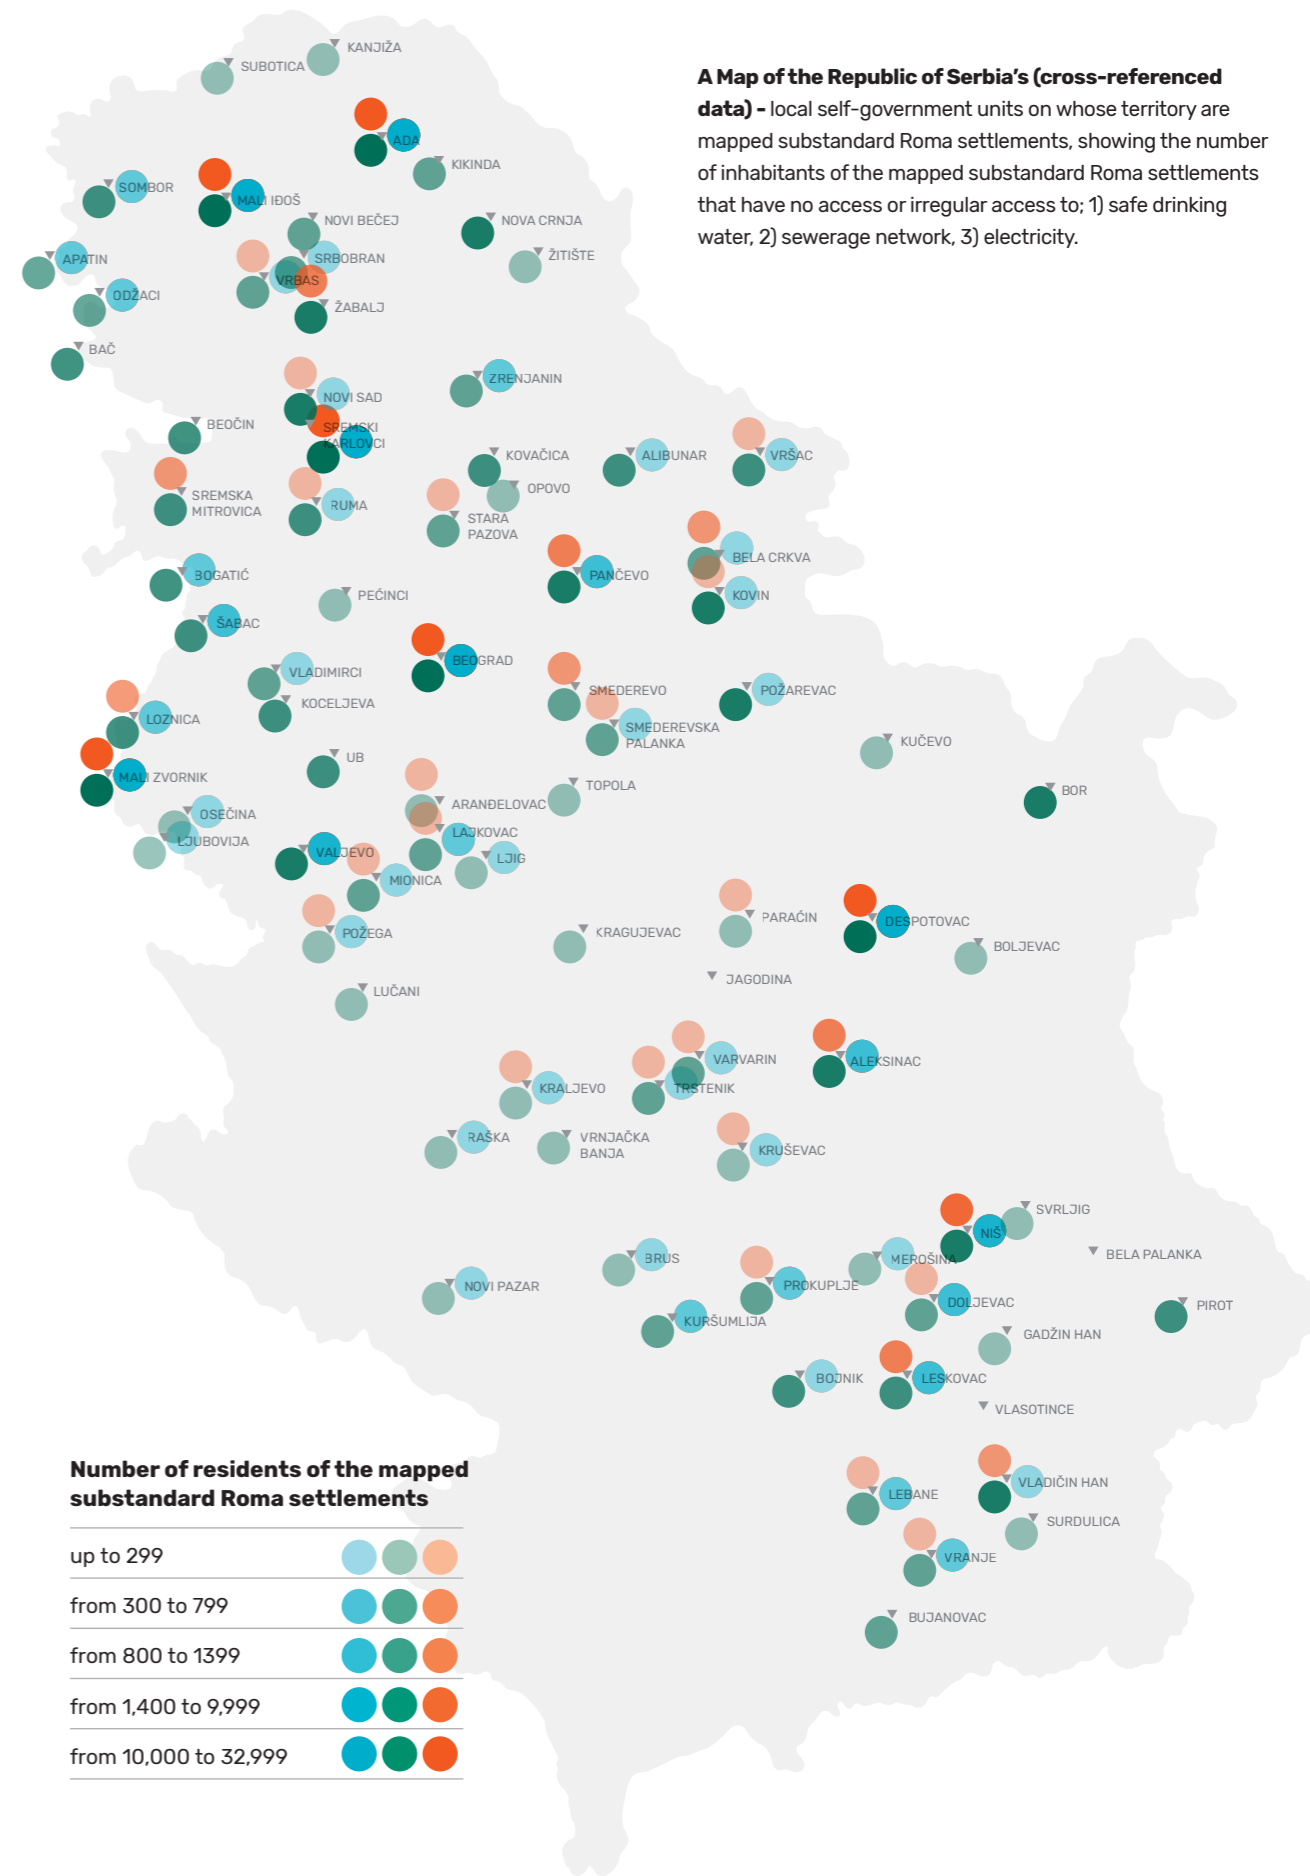 A Map of the Republic of Serbia's (cross-referenced
data) - local self-government units on whose territory are
mapped substandard Roma settlements, showing the number
of inhabitants of the mapped substandard Roma settlements
that have no access or irregular access to; 1) safe drinking
water, 2) sewerage network, 3) electricity.
KANJIŽA
SUBOTICA
ADA
KIKINDA
SOMBOR
MALI IĐOŠ
NOVI BEČEJ
NOVA CRNJA
APATIN
SRBOBRAN
ŽITIŠTE
VRBAS
ODŽACI
ŽABALJ
BAČ
ZRENJANIN
NOVI SAD
BEOČIN
SREMSKI
KARLOVCI
KOVAČICA
ALIBUNAR
VRŠAC
OPOVO
SREMSKA
MITROVICA
RUMA
STARA
PAZOVA
BELA CRKVA
BOGATIĆ
PANČEVO
PEĆINCI
KOVIN
ŠABAC
BEOGRAD
VLADIMIRCI
SMEDEREVO
POŽAREVAC
KOCELJEVA
LOZNICA
SMEDEREVSKA
PALANKA
KUČEVO
UB
MALI ZVORNIK
TOPOLA
BOR
ARANĐELOVAC
OSEČINA
LAJKOVAC
LJUBOVIJA
VALJEVO
LJIG
MIONICA
PARAĆIN
DESPOTOVAC
POŽEGA
KRAGUJEVAC
BOLJEVAC
JAGODINA
LUČANI
VARVARIN
ALEKSINAC
KRALJEVO
TRSTENIK
RAŠKA
VRNJAČKA
BANJA
KRUŠEVAC
SVRLJIG
NIŠ
BELA PALANKA
BRUS
MEROŠINA
NOVI PAZAR
PROKUPLJE
DOLJEVAC
PIROT
KURŠUMLIJA
GADŽIN HAN
BOJNIK
LESKOVAC
VLASOTINCE
LEBANE
VLADIČIN HAN
SURDULICA
VRANJE
BUJANOVAC
Number of residents of the mapped
substandard Roma settlements
up to 299
from 300 to 799
from 800 to 1399
from 1,400 to 9,999
from 10,000 to 32,999